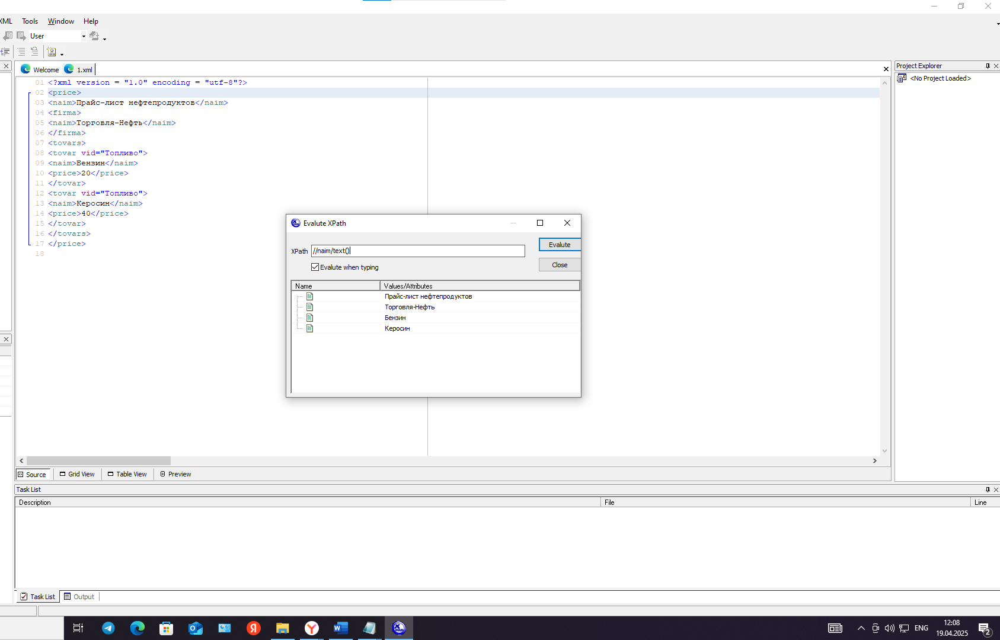 XML Tools Window Help
User
Welcome 1.xml
Project Explorer
<No Project Loaded>
01 <?xml version = "1.0" encoding = "utf-8"?>
02 <price>
03 <naim>Прайс-лист нефтепродуктов</naim>
04 <firma>
05 <naim>Торговля-Нефть</naim>
06 </firma>
07 <tovars>
08 <tovar vid="Топливо">
09 <naim>Бензин</naim>
10 <price>20</price>
11 </tovar>
12 <tovar vid="Топливо">
13 <naim>Керосин</naim>
14 <price>40</price>
15 </tovar>
16 </tovars>
17 </price>
18
Evalute XPath
XPath //naim/text()
Evalute
Evalute when typing
Close
Name Values/Attributes
Прайс-лист нефтепродуктов
Торговля-Нефть
Бензин
Керосин
Source Grid View Table View Preview
Task List
Description File Line
Task List Output
ENG
12:08
19.04.2025
2